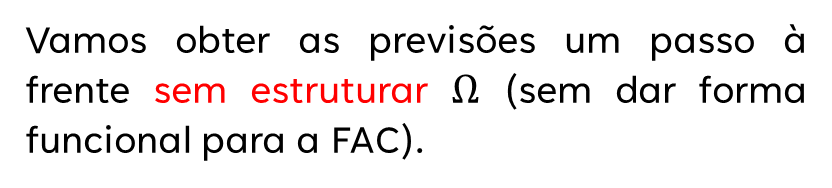 Vamos obter as previsões um passo à
frente sem estruturar Ω (sem dar forma
funcional para a FAC).